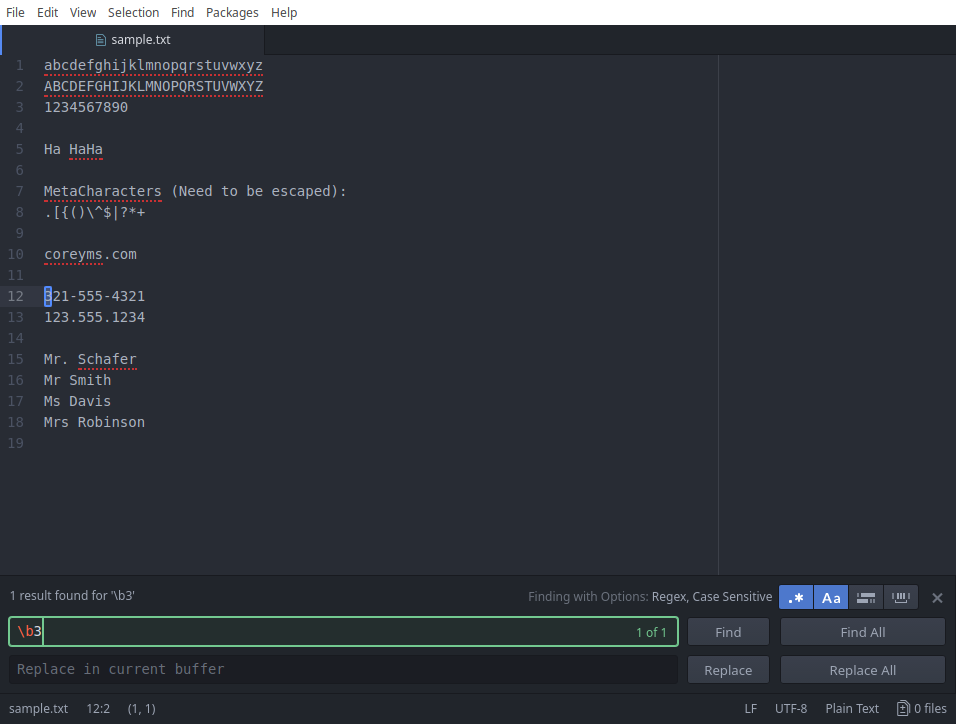 File Edit View Selection Find Packages Help
sample.txt
1 abcdefghijklmnopqrstuvwxyz
2 ABCDEFGHIJKLMNOPQRSTUVWXYZ
3 1234567890
4
5 Ha HaHa
6
7 MetaCharacters (Need to be escaped):
8 .[{()\^$|?*+
9
10 coreyms.com
11
12 321-555-4321
13 123.555.1234
14
15 Mr. Schafer
16 Mr Smith
17 Ms Davis
18 Mrs Robinson
19
1 result found for '\b3' Finding with Options: Regex, Case Sensitive .* Aa
\b3 1 of 1 Find Find All
Replace in current buffer Replace Replace All
sample.txt 12:2 (1, 1) LF UTF-8 Plain Text 0 files